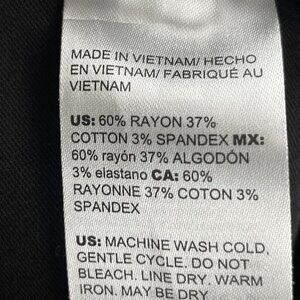 MADE IN VIETNAM/ HECHO
EN VIETNAM/ FABRIQUÉ AU
VIETNAM
US: 60% RAYON 37%
COTTON 3% SPANDEX MX:
60% rayón 37% ALGODÓN
3% elastano CA: 60%
RAYONNE 37% COTON 3%
SPANDEX
US: MACHINE WASH COLD,
GENTLE CYCLE. DO NOT
BLEACH. LINE DRY. WARM
IRON. MAY BE DRY